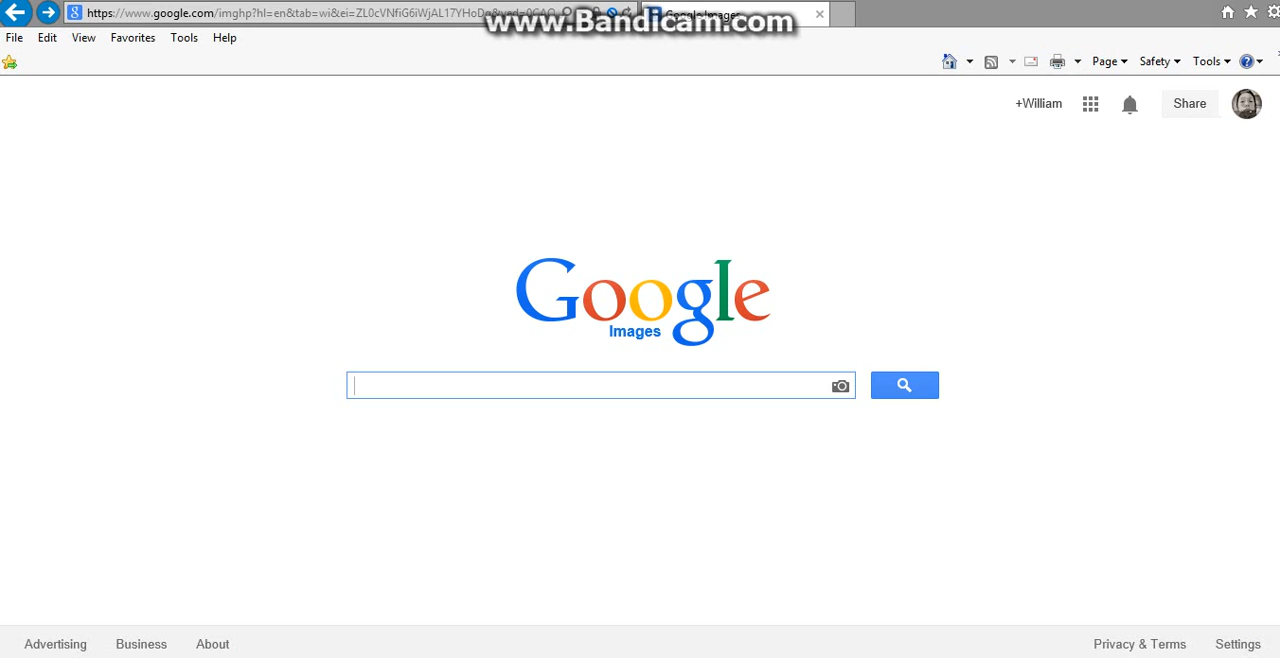 https://www.google.com/imghp?hl=en&tab=wi&ei=
www.Bandicam.com
Google Images
File Edit View Favorites Tools Help
Page Safety Tools
+William Share
Google
Images
Advertising Business About Privacy & Terms Settings